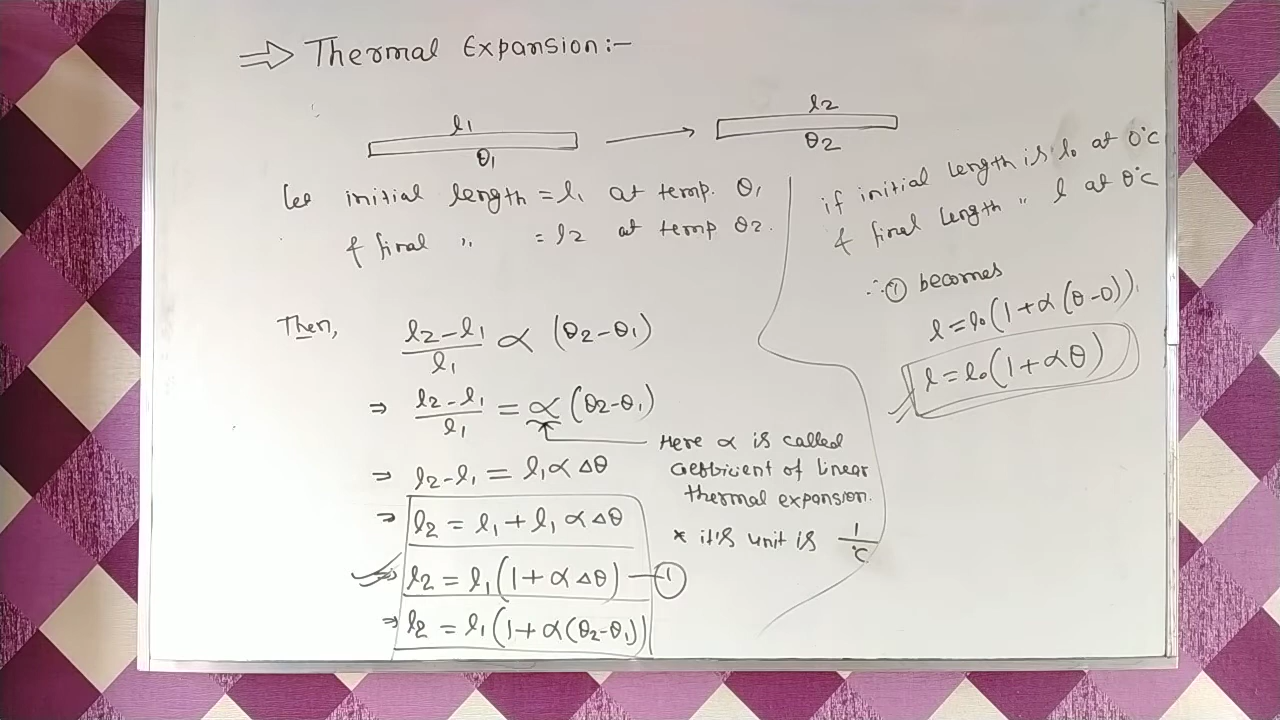 ⇒ Thermal Expansion:-
l1
θ1
l2
θ2
Let initial length = l1 at temp. θ1
& final " = l2 at temp θ2.
Then,
(l2-l1)/l1 ∝ (θ2-θ1)
⇒ (l2-l1)/l1 = α (θ2-θ1)
⇒ l2-l1 = l1 α Δθ
⇒ l2 = l1 + l1 α Δθ
⇒ l2 = l1 (1 + α Δθ) — ①
⇒ l2 = l1 (1 + α (θ2-θ1))
Here α is called
coefficient of linear
thermal expansion.
* it's unit is 1/°C
if initial length is l0 at 0°C
& final length " l at θ°C
∴ ① becomes
l = l0 (1 + α (θ-0))
l = l0 (1 + αθ)